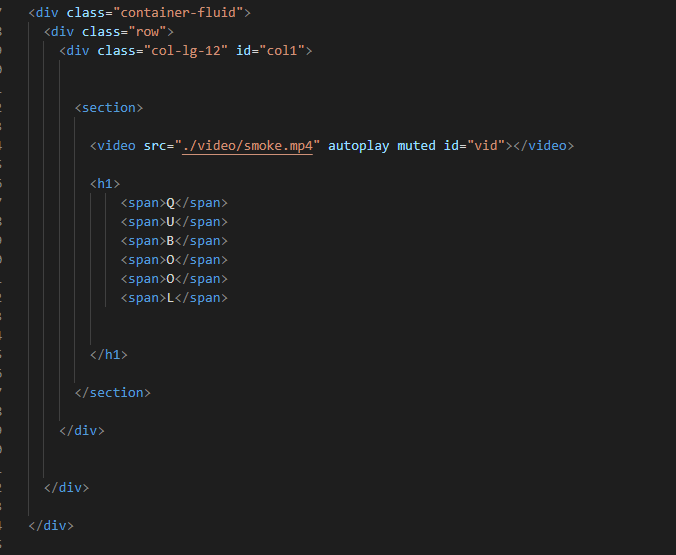 <div class="container-fluid">
<div class="row">
<div class="col-lg-12" id="col1">
<section>
<video src="./video/smoke.mp4" autoplay muted id="vid"></video>
<h1>
<span>Q</span>
<span>U</span>
<span>B</span>
<span>O</span>
<span>O</span>
<span>L</span>
</h1>
</section>
</div>
</div>
</div>